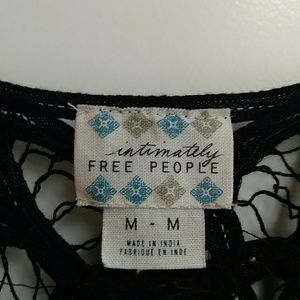 intimately
FREE PEOPLE
M - M
MADE IN INDIA
FABRIQUÉ EN INDE